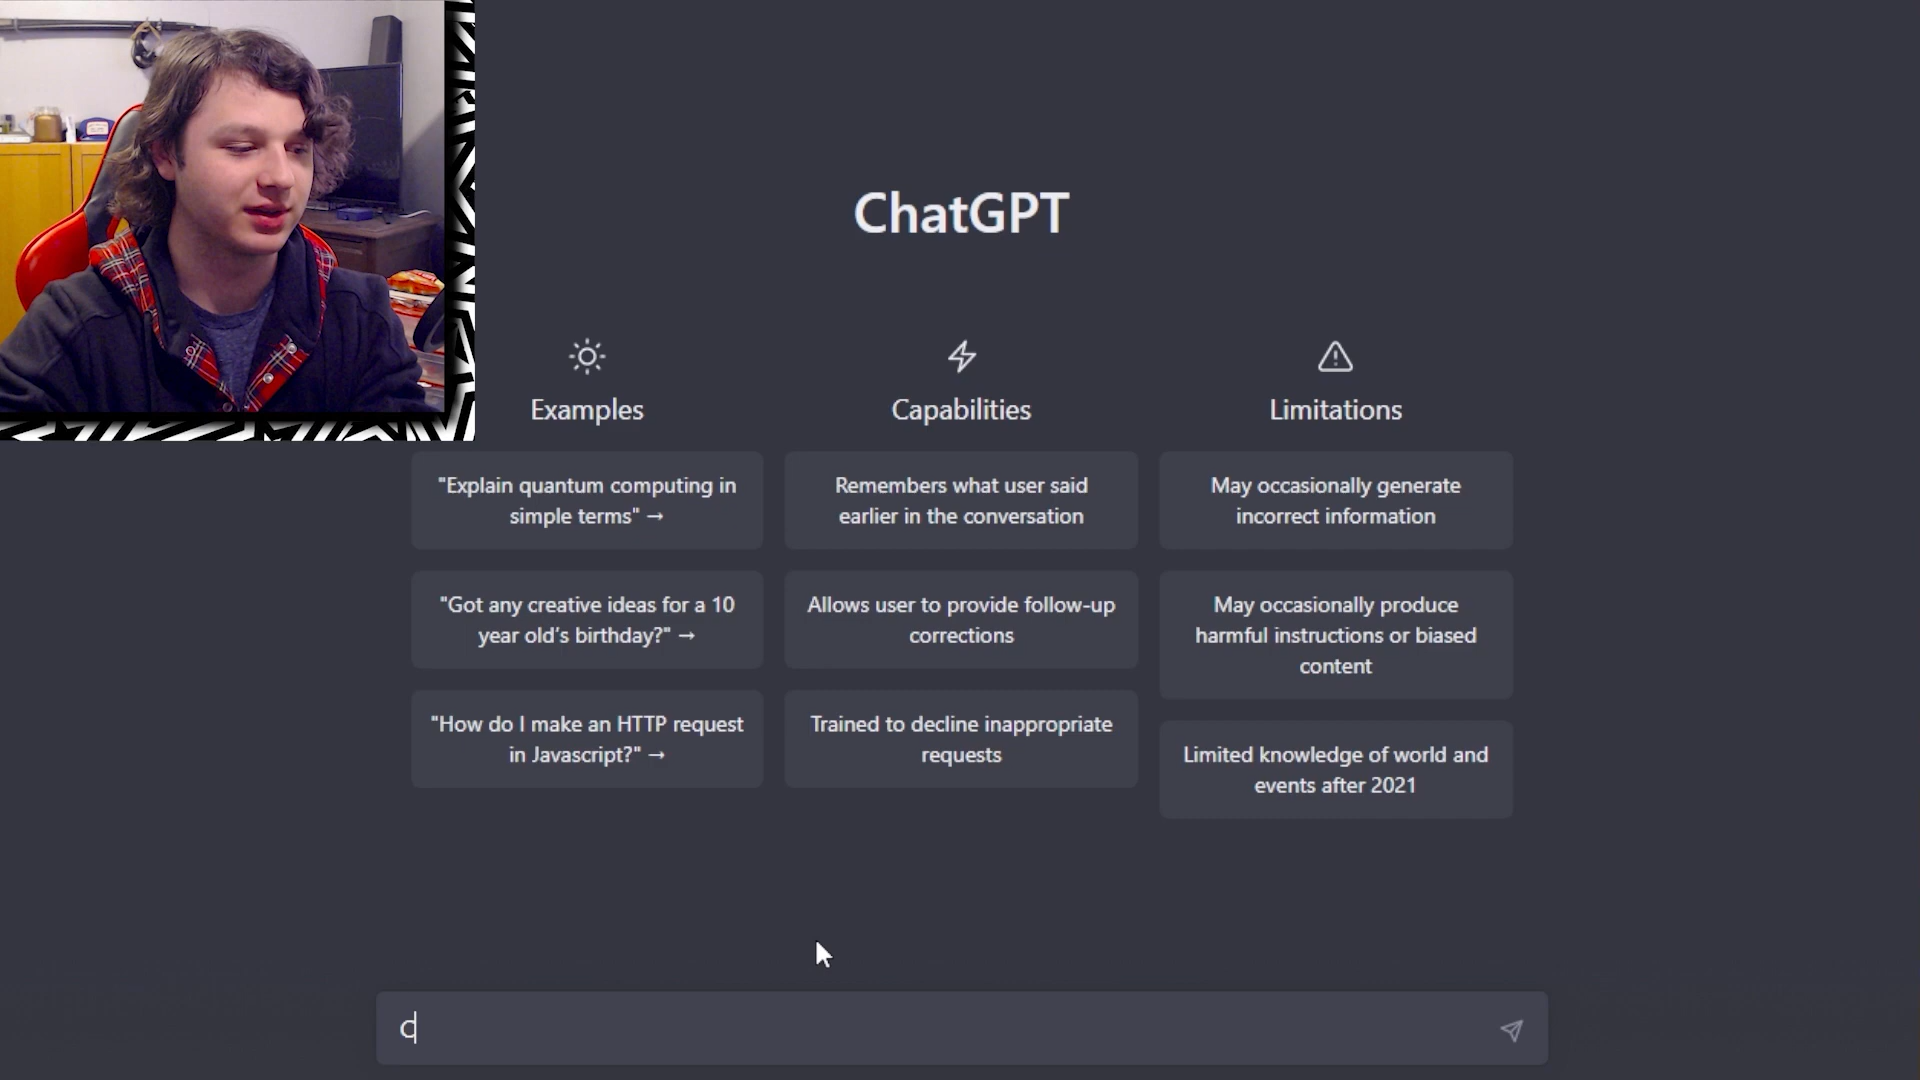 ChatGPT
Examples
"Explain quantum computing in
simple terms" →
"Got any creative ideas for a 10
year old's birthday?" →
"How do I make an HTTP request
in Javascript?" →
Capabilities
Remembers what user said
earlier in the conversation
Allows user to provide follow-up
corrections
Trained to decline inappropriate
requests
Limitations
May occasionally generate
incorrect information
May occasionally produce
harmful instructions or biased
content
Limited knowledge of world and
events after 2021
C